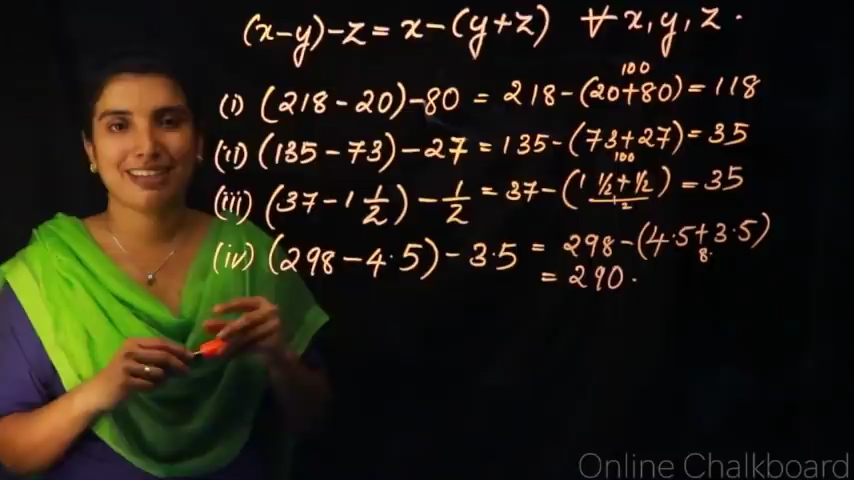 (x-y)-z = x-(y+z) ∀ x, y, z.
100
(i) (218 - 20) - 80 = 218 - (20+80) = 118
(ii) (135 - 73) - 27 = 135 - (73+27) = 35
100
(iii) (37 - 1 1/2) - 1/2 = 37 - (1 1/2 + 1/2) = 35
2
(iv) (298 - 4.5) - 3.5 = 298 - (4.5 + 3.5)
8.
= 290.
Online Chalkboard